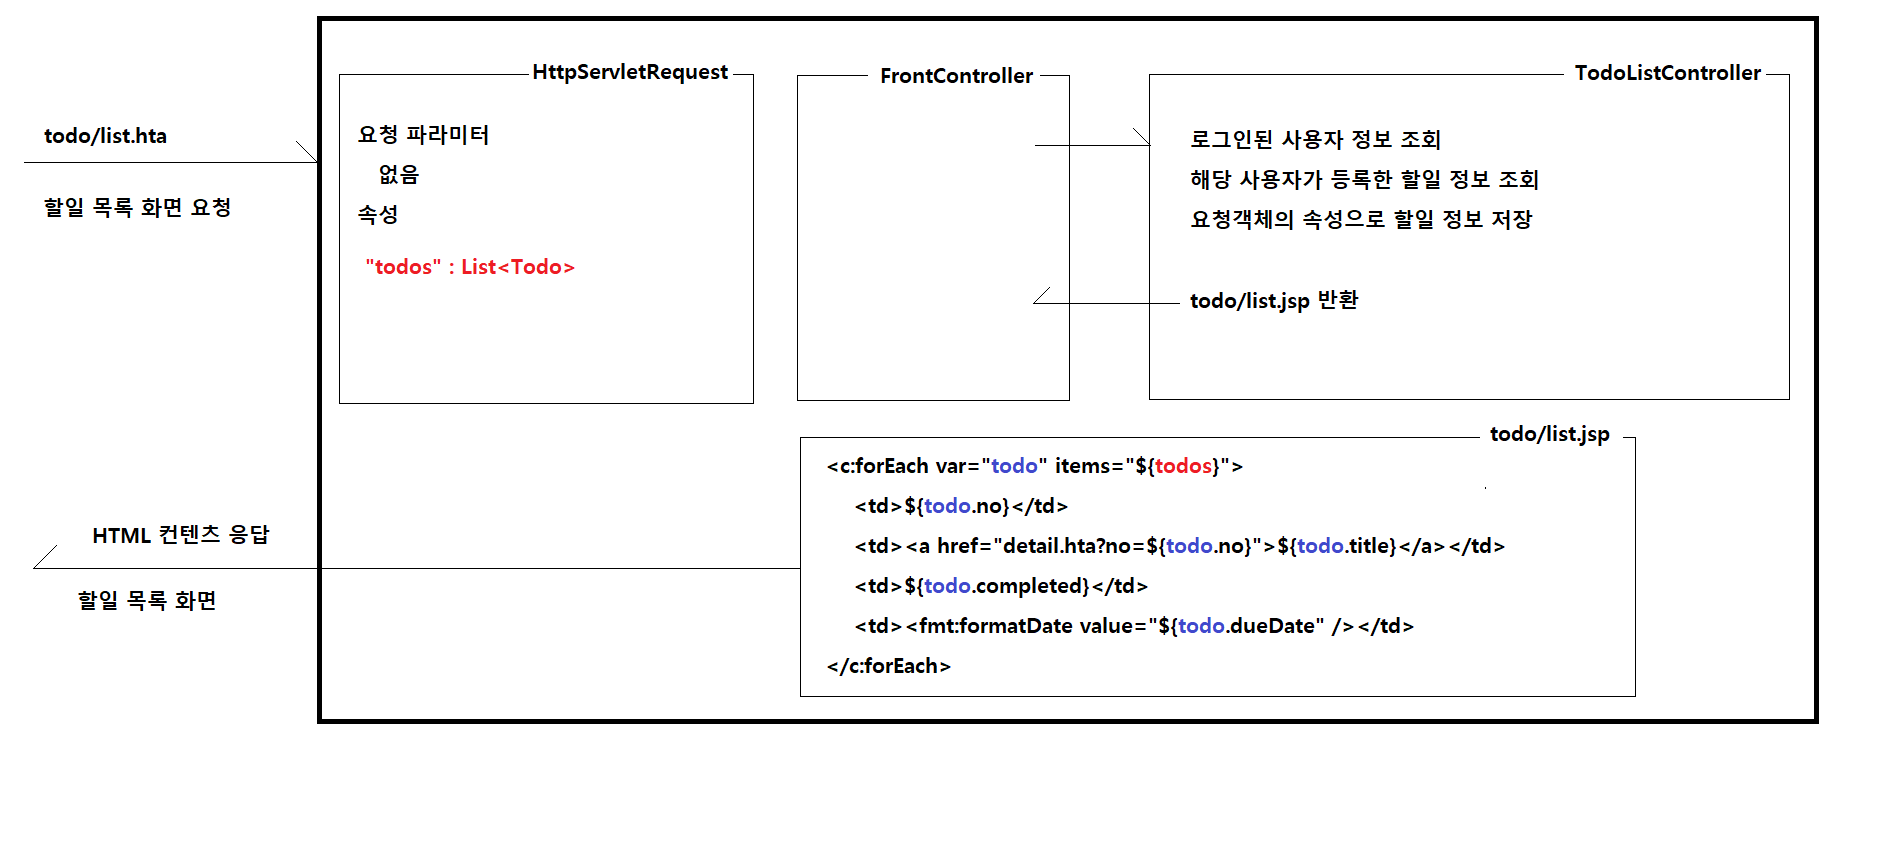 todo/list.hta
할일 목록 화면 요청
HttpServletRequest
요청 파라미터
없음
속성
"todos" : List<Todo>
FrontController
TodoListController
로그인된 사용자 정보 조회
해당 사용자가 등록한 할일 정보 조회
요청객체의 속성으로 할일 정보 저장
todo/list.jsp 반환
todo/list.jsp
<c:forEach var="todo" items="${todos}">
<td>${todo.no}</td>
<td><a href="detail.hta?no=${todo.no}">${todo.title}</a></td>
<td>${todo.completed}</td>
<td><fmt:formatDate value="${todo.dueDate" /></td>
</c:forEach>
HTML 컨텐츠 응답
할일 목록 화면